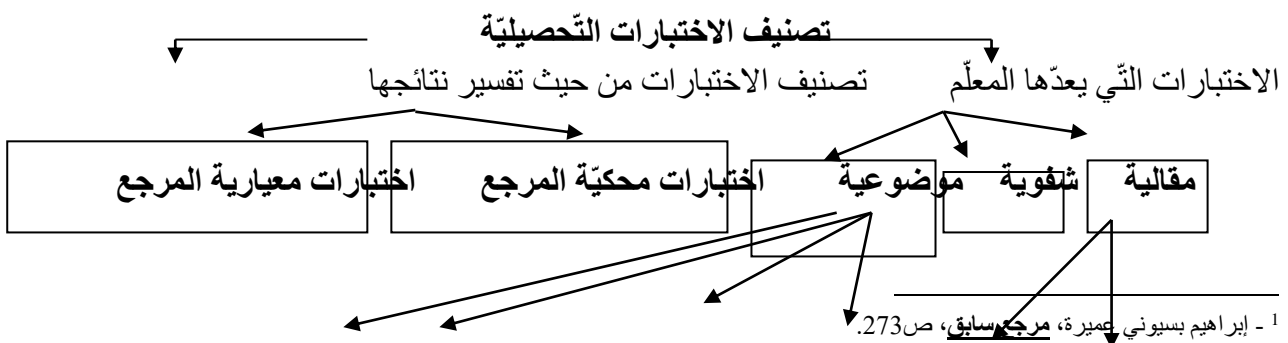 تصنيف الاختبارات التّحصيليّة
الاختبارات التّي يعدّها المعلّم تصنيف الاختبارات من حيث تفسير نتائجها
مقالية شفوية موضوعية اختبارات محكيّة المرجع اختبارات معيارية المرجع
1 - إبراهيم بسيوني عميرة، مرجع سابق، ص273.